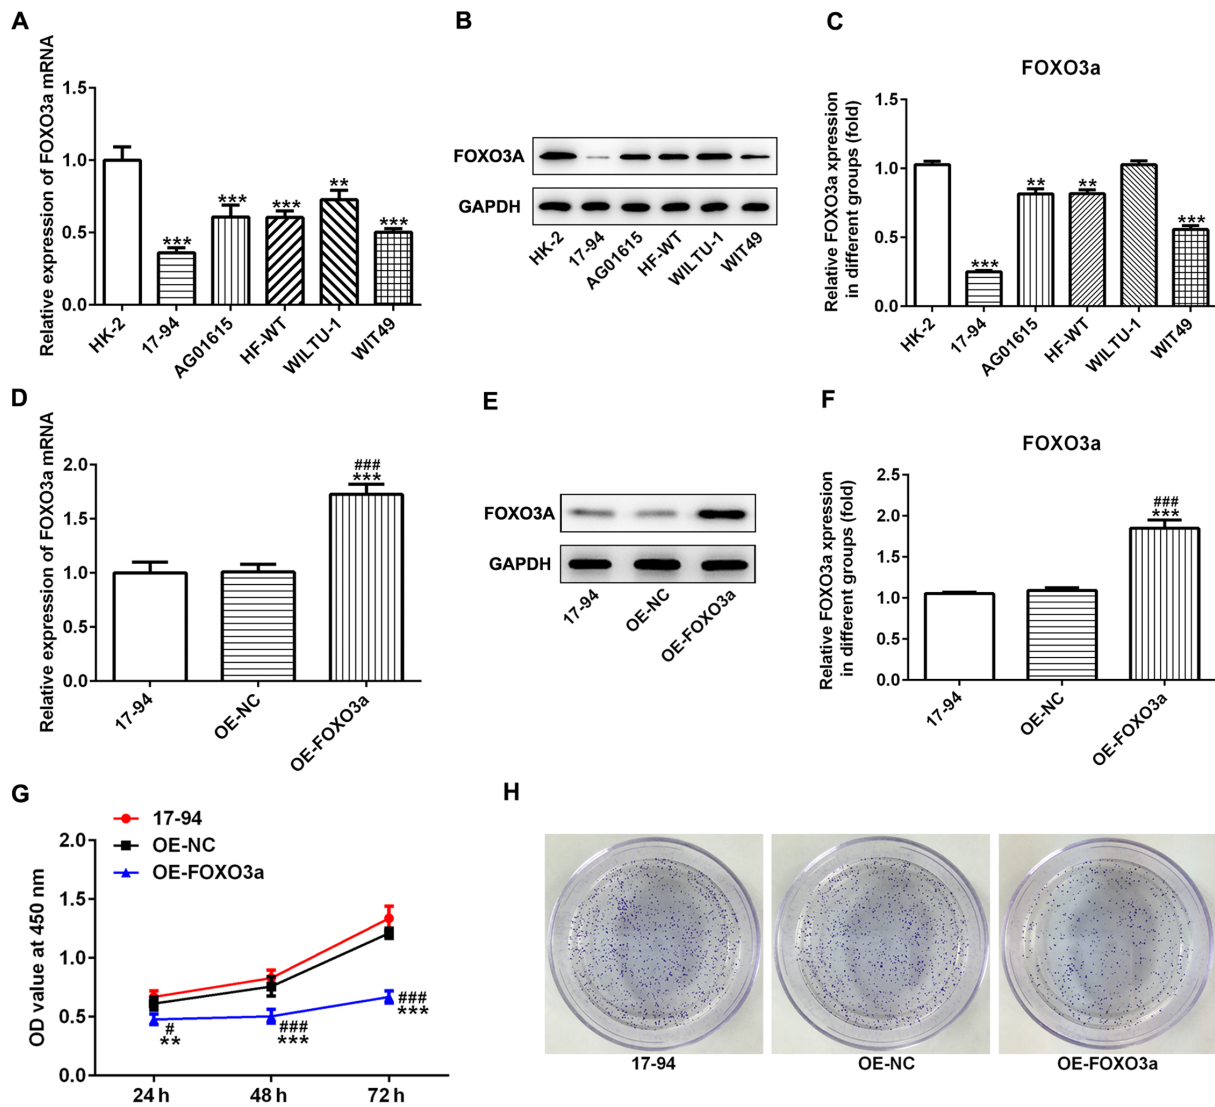 A
Relative expression of FOXO3a mRNA
1.5
1.0
0.5
0.0
***
***
***
**
***
HK-2
17-94
AG01615
HF-WT
WILTU-1
WIT49
B
FOXO3A
GAPDH
HK-2
17-94
AG01615
HF-WT
WILTU-1
WIT49
C
FOXO3a
Relative FOXO3a xpression
in different groups (fold)
1.5
1.0
0.5
0.0
***
**
**
***
HK-2
17-94
AG01615
HF-WT
WILTU-1
WIT49
D
Relative expression of FOXO3a mRNA
2.0
1.5
1.0
0.5
0.0
###
***
17-94
OE-NC
OE-FOXO3a
E
FOXO3A
GAPDH
17-94
OE-NC
OE-FOXO3a
F
FOXO3a
Relative FOXO3a xpression
in different groups (fold)
2.5
2.0
1.5
1.0
0.5
0.0
###
***
17-94
OE-NC
OE-FOXO3a
G
17-94
OE-NC
OE-FOXO3a
OD value at 450 nm
2.0
1.5
1.0
0.5
0.0
#
**
###
***
###
***
24 h
48 h
72 h
H
17-94
OE-NC
OE-FOXO3a